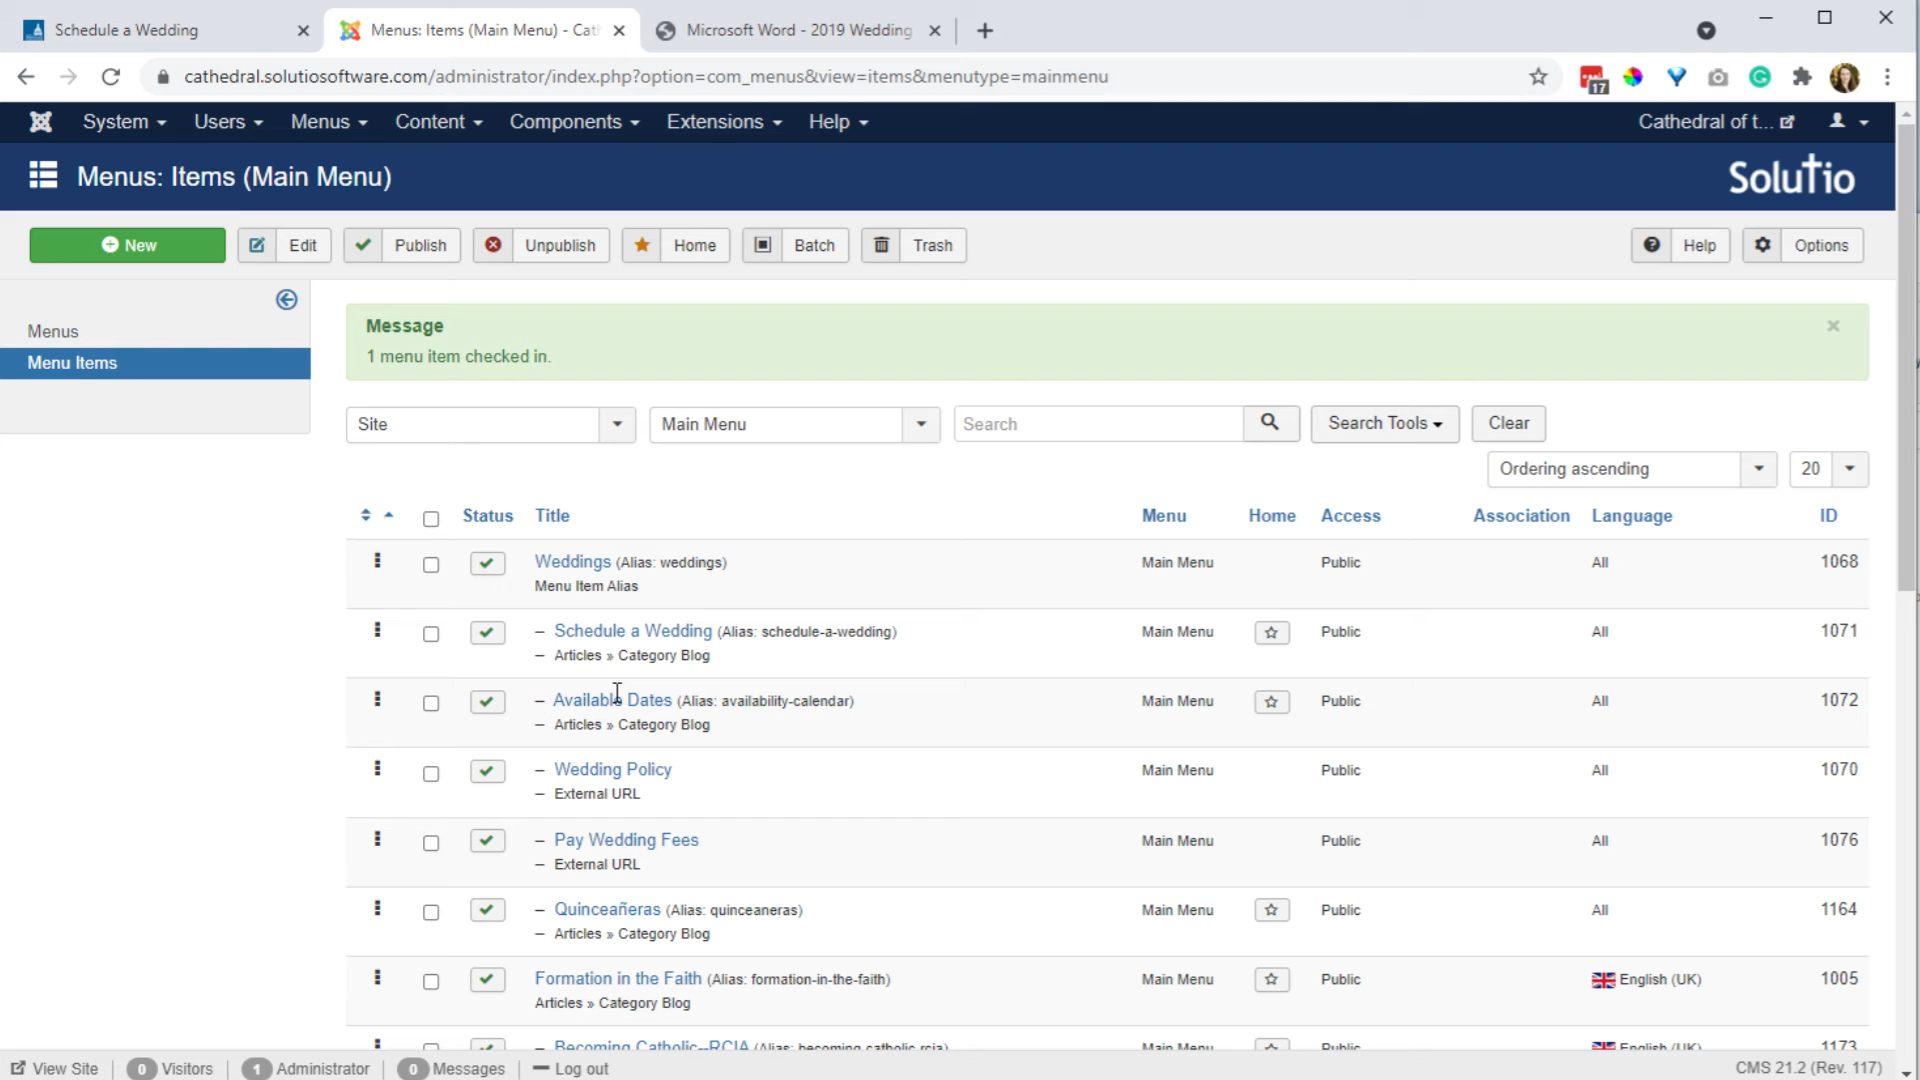 Schedule a Wedding
Menus: Items (Main Menu) - Cat
Microsoft Word - 2019 Wedding
cathedral.solutiosoftware.com/administrator/index.php?option=com_menus&view=items&menutype=mainmenu
17
System Users Menus Content Components Extensions Help
Cathedral of t...
Menus: Items (Main Menu)
Solutio
New Edit Publish Unpublish Home Batch Trash Help Options
Menus
Menu Items
Message
1 menu item checked in.
Site Main Menu Search Search Tools Clear
Ordering ascending 20
Status Title Menu Home Access Association Language ID
Weddings (Alias: weddings) Main Menu Public All 1068
Menu Item Alias
– Schedule a Wedding (Alias: schedule-a-wedding) Main Menu Public All 1071
– Articles » Category Blog
– Available Dates (Alias: availability-calendar) Main Menu Public All 1072
– Articles » Category Blog
– Wedding Policy Main Menu Public All 1070
– External URL
– Pay Wedding Fees Main Menu Public All 1076
– External URL
– Quinceañeras (Alias: quinceaneras) Main Menu Public All 1164
– Articles » Category Blog
Formation in the Faith (Alias: formation-in-the-faith) Main Menu Public English (UK) 1005
Articles » Category Blog
– Becoming Catholic--RCIA (Alias: becoming-catholic-rcia) Main Menu Public English (UK) 1173
View Site 0 Visitors 1 Administrator 0 Messages Log out CMS 21.2 (Rev. 117)